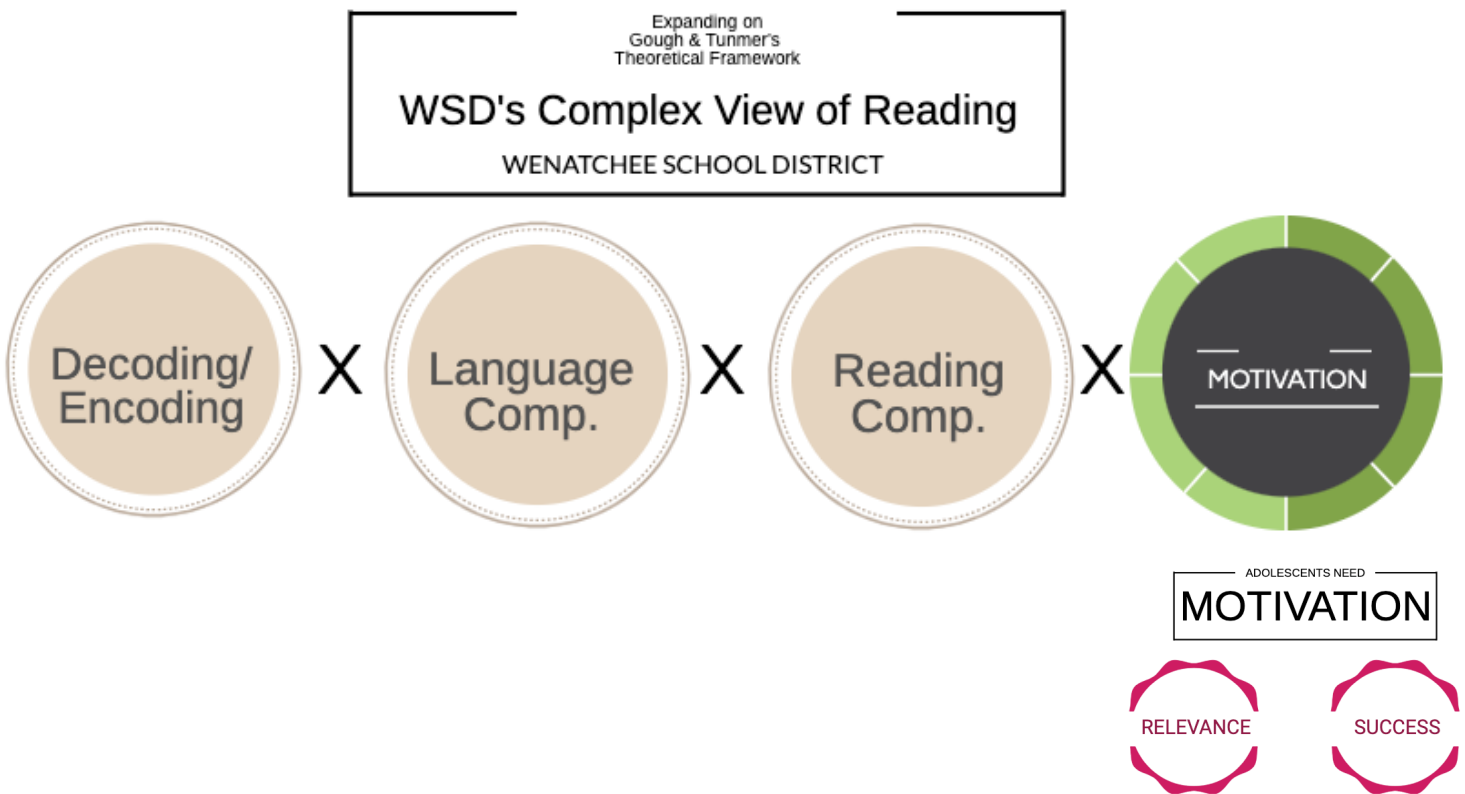 Expanding on
Gough & Tunmer's
Theoretical Framework
WSD's Complex View of Reading
WENATCHEE SCHOOL DISTRICT
Decoding/
Encoding
X
Language
Comp.
X
Reading
Comp.
X
MOTIVATION
ADOLESCENTS NEED
MOTIVATION
RELEVANCE
SUCCESS